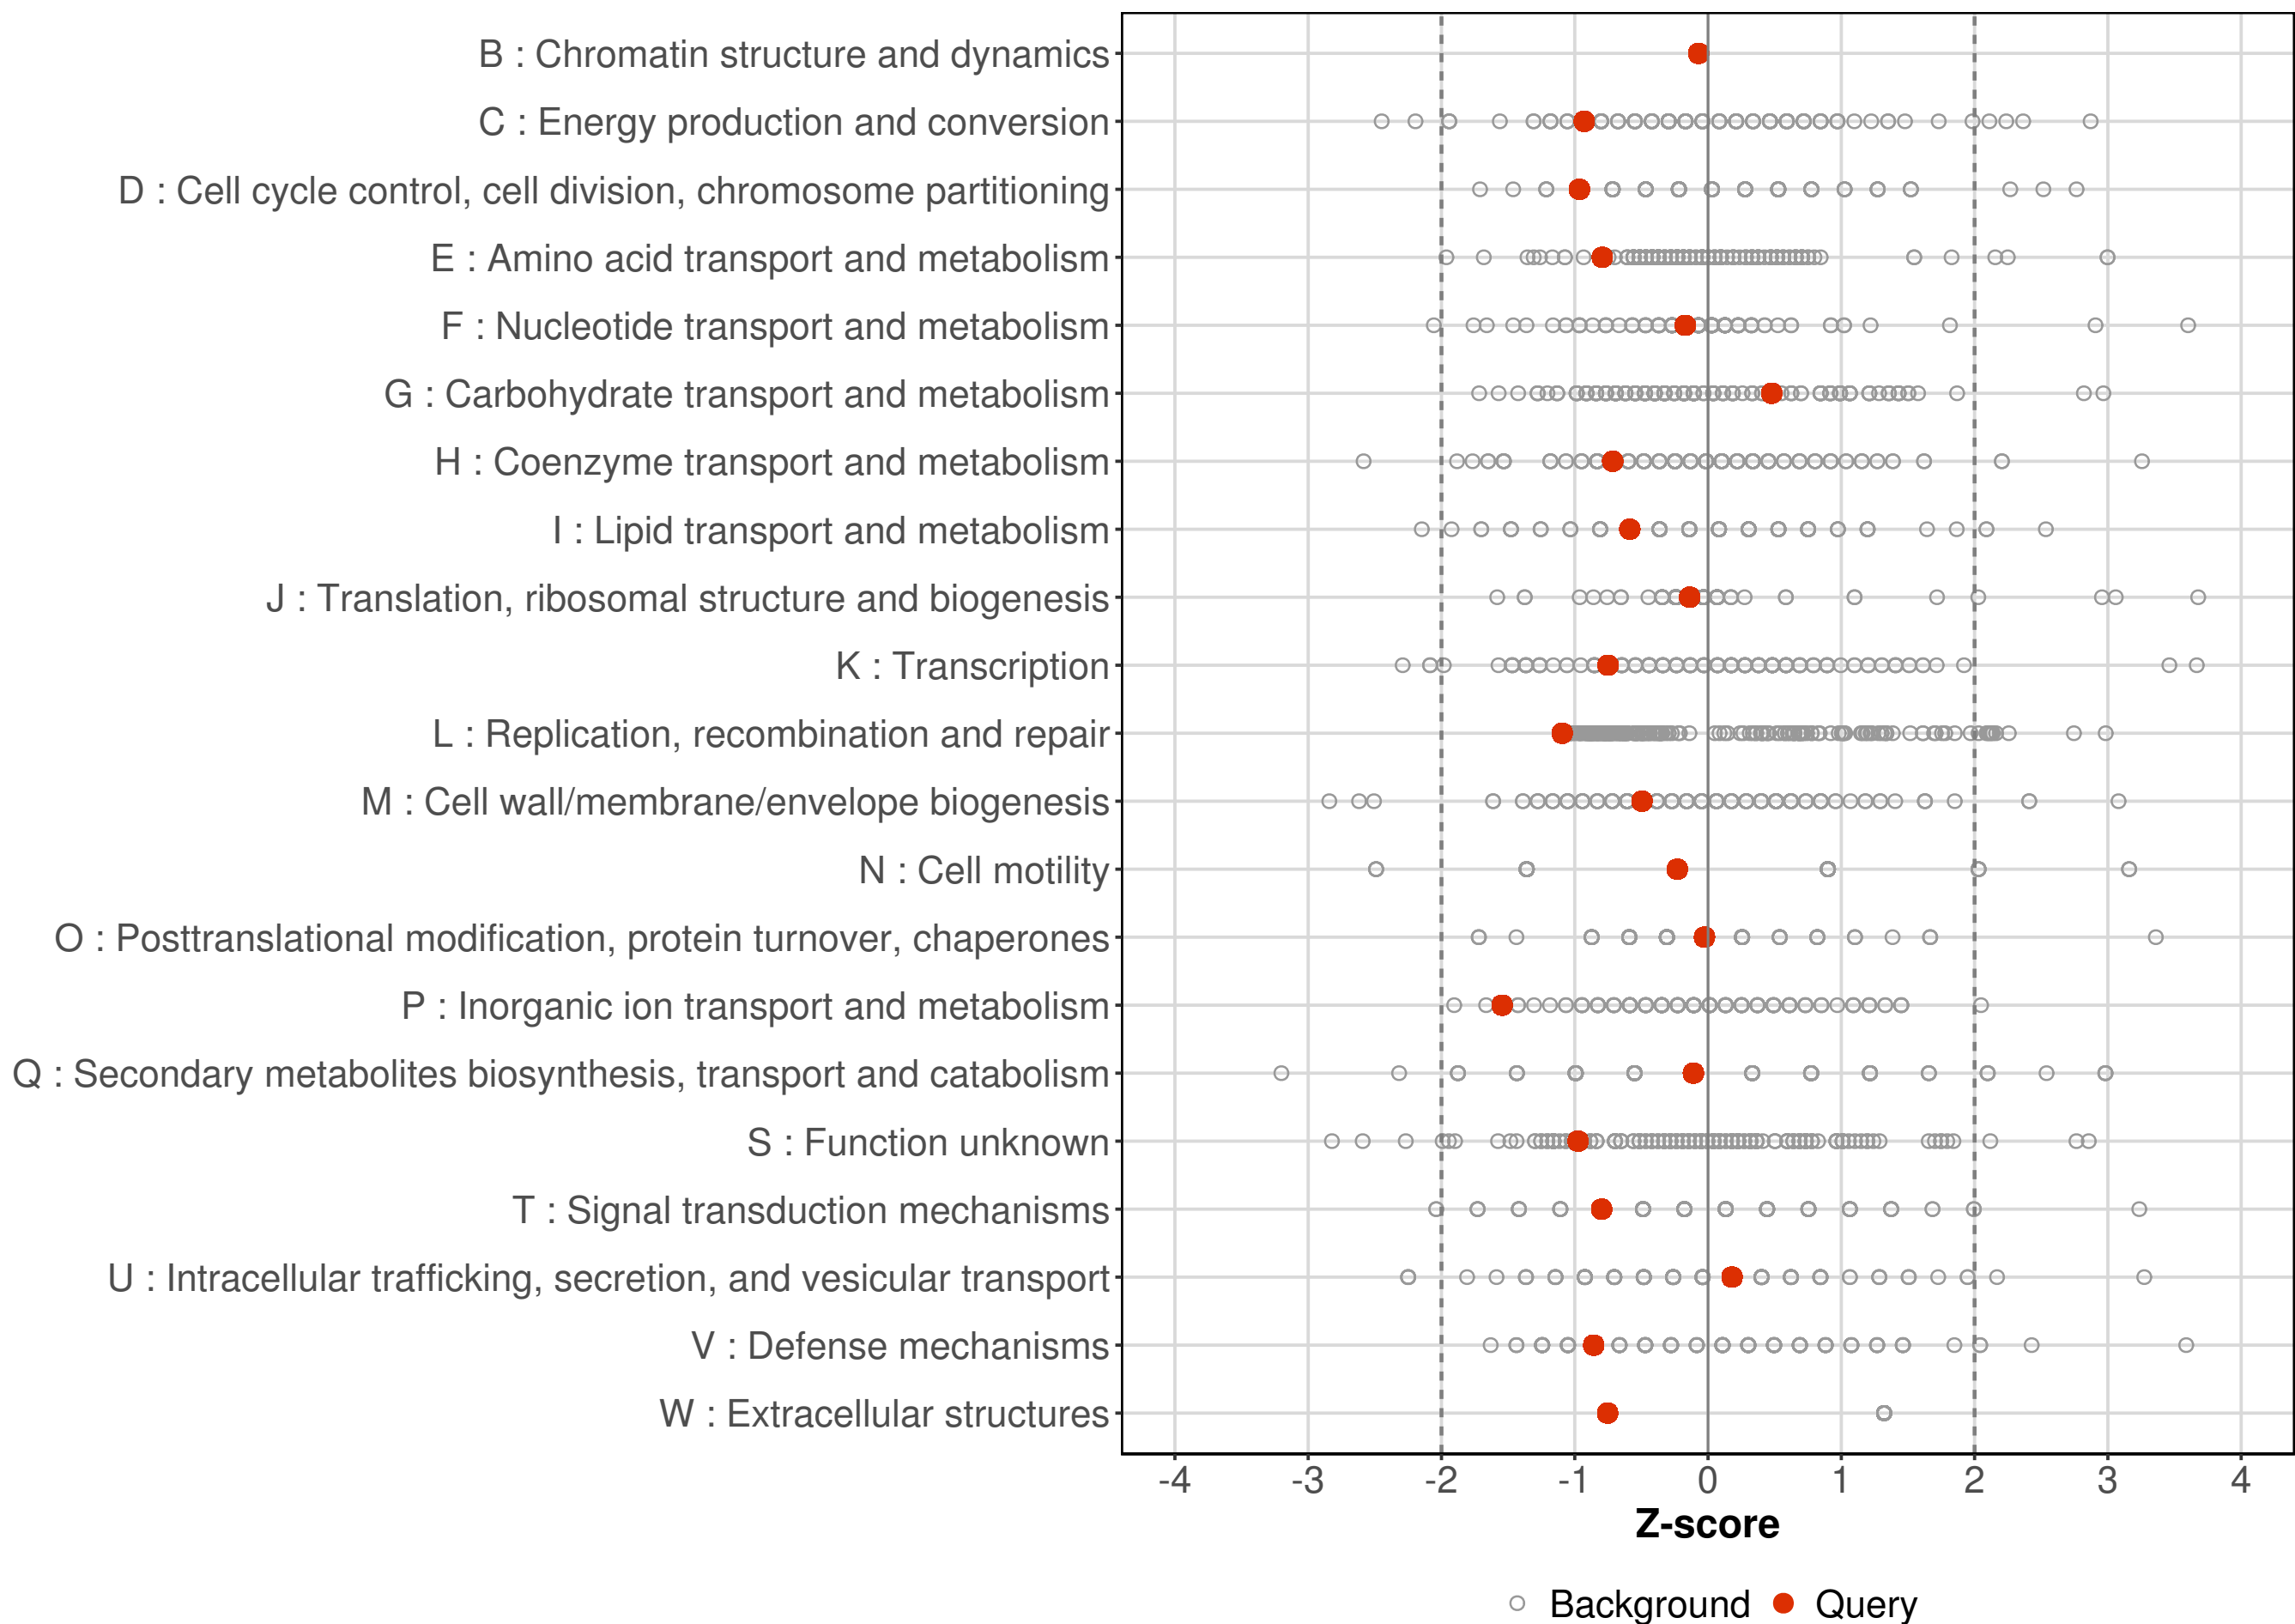 B : Chromatin structure and dynamics
C : Energy production and conversion
D : Cell cycle control, cell division, chromosome partitioning
E : Amino acid transport and metabolism
F : Nucleotide transport and metabolism
G : Carbohydrate transport and metabolism
H : Coenzyme transport and metabolism
I : Lipid transport and metabolism
J : Translation, ribosomal structure and biogenesis
K : Transcription
L : Replication, recombination and repair
M : Cell wall/membrane/envelope biogenesis
N : Cell motility
O : Posttranslational modification, protein turnover, chaperones
P : Inorganic ion transport and metabolism
Q : Secondary metabolites biosynthesis, transport and catabolism
S : Function unknown
T : Signal transduction mechanisms
U : Intracellular trafficking, secretion, and vesicular transport
V : Defense mechanisms
W : Extracellular structures
-4 -3 -2 -1 0 1 2 3 4
Z-score
Background Query